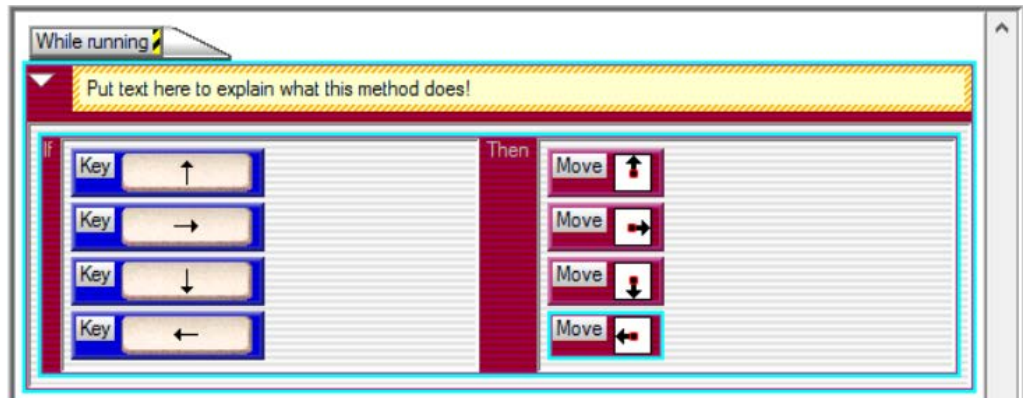 While running
Put text here to explain what this method does!
If
Then
Key ↑
Move
Key →
Move
Key ↓
Move
Key ←
Move